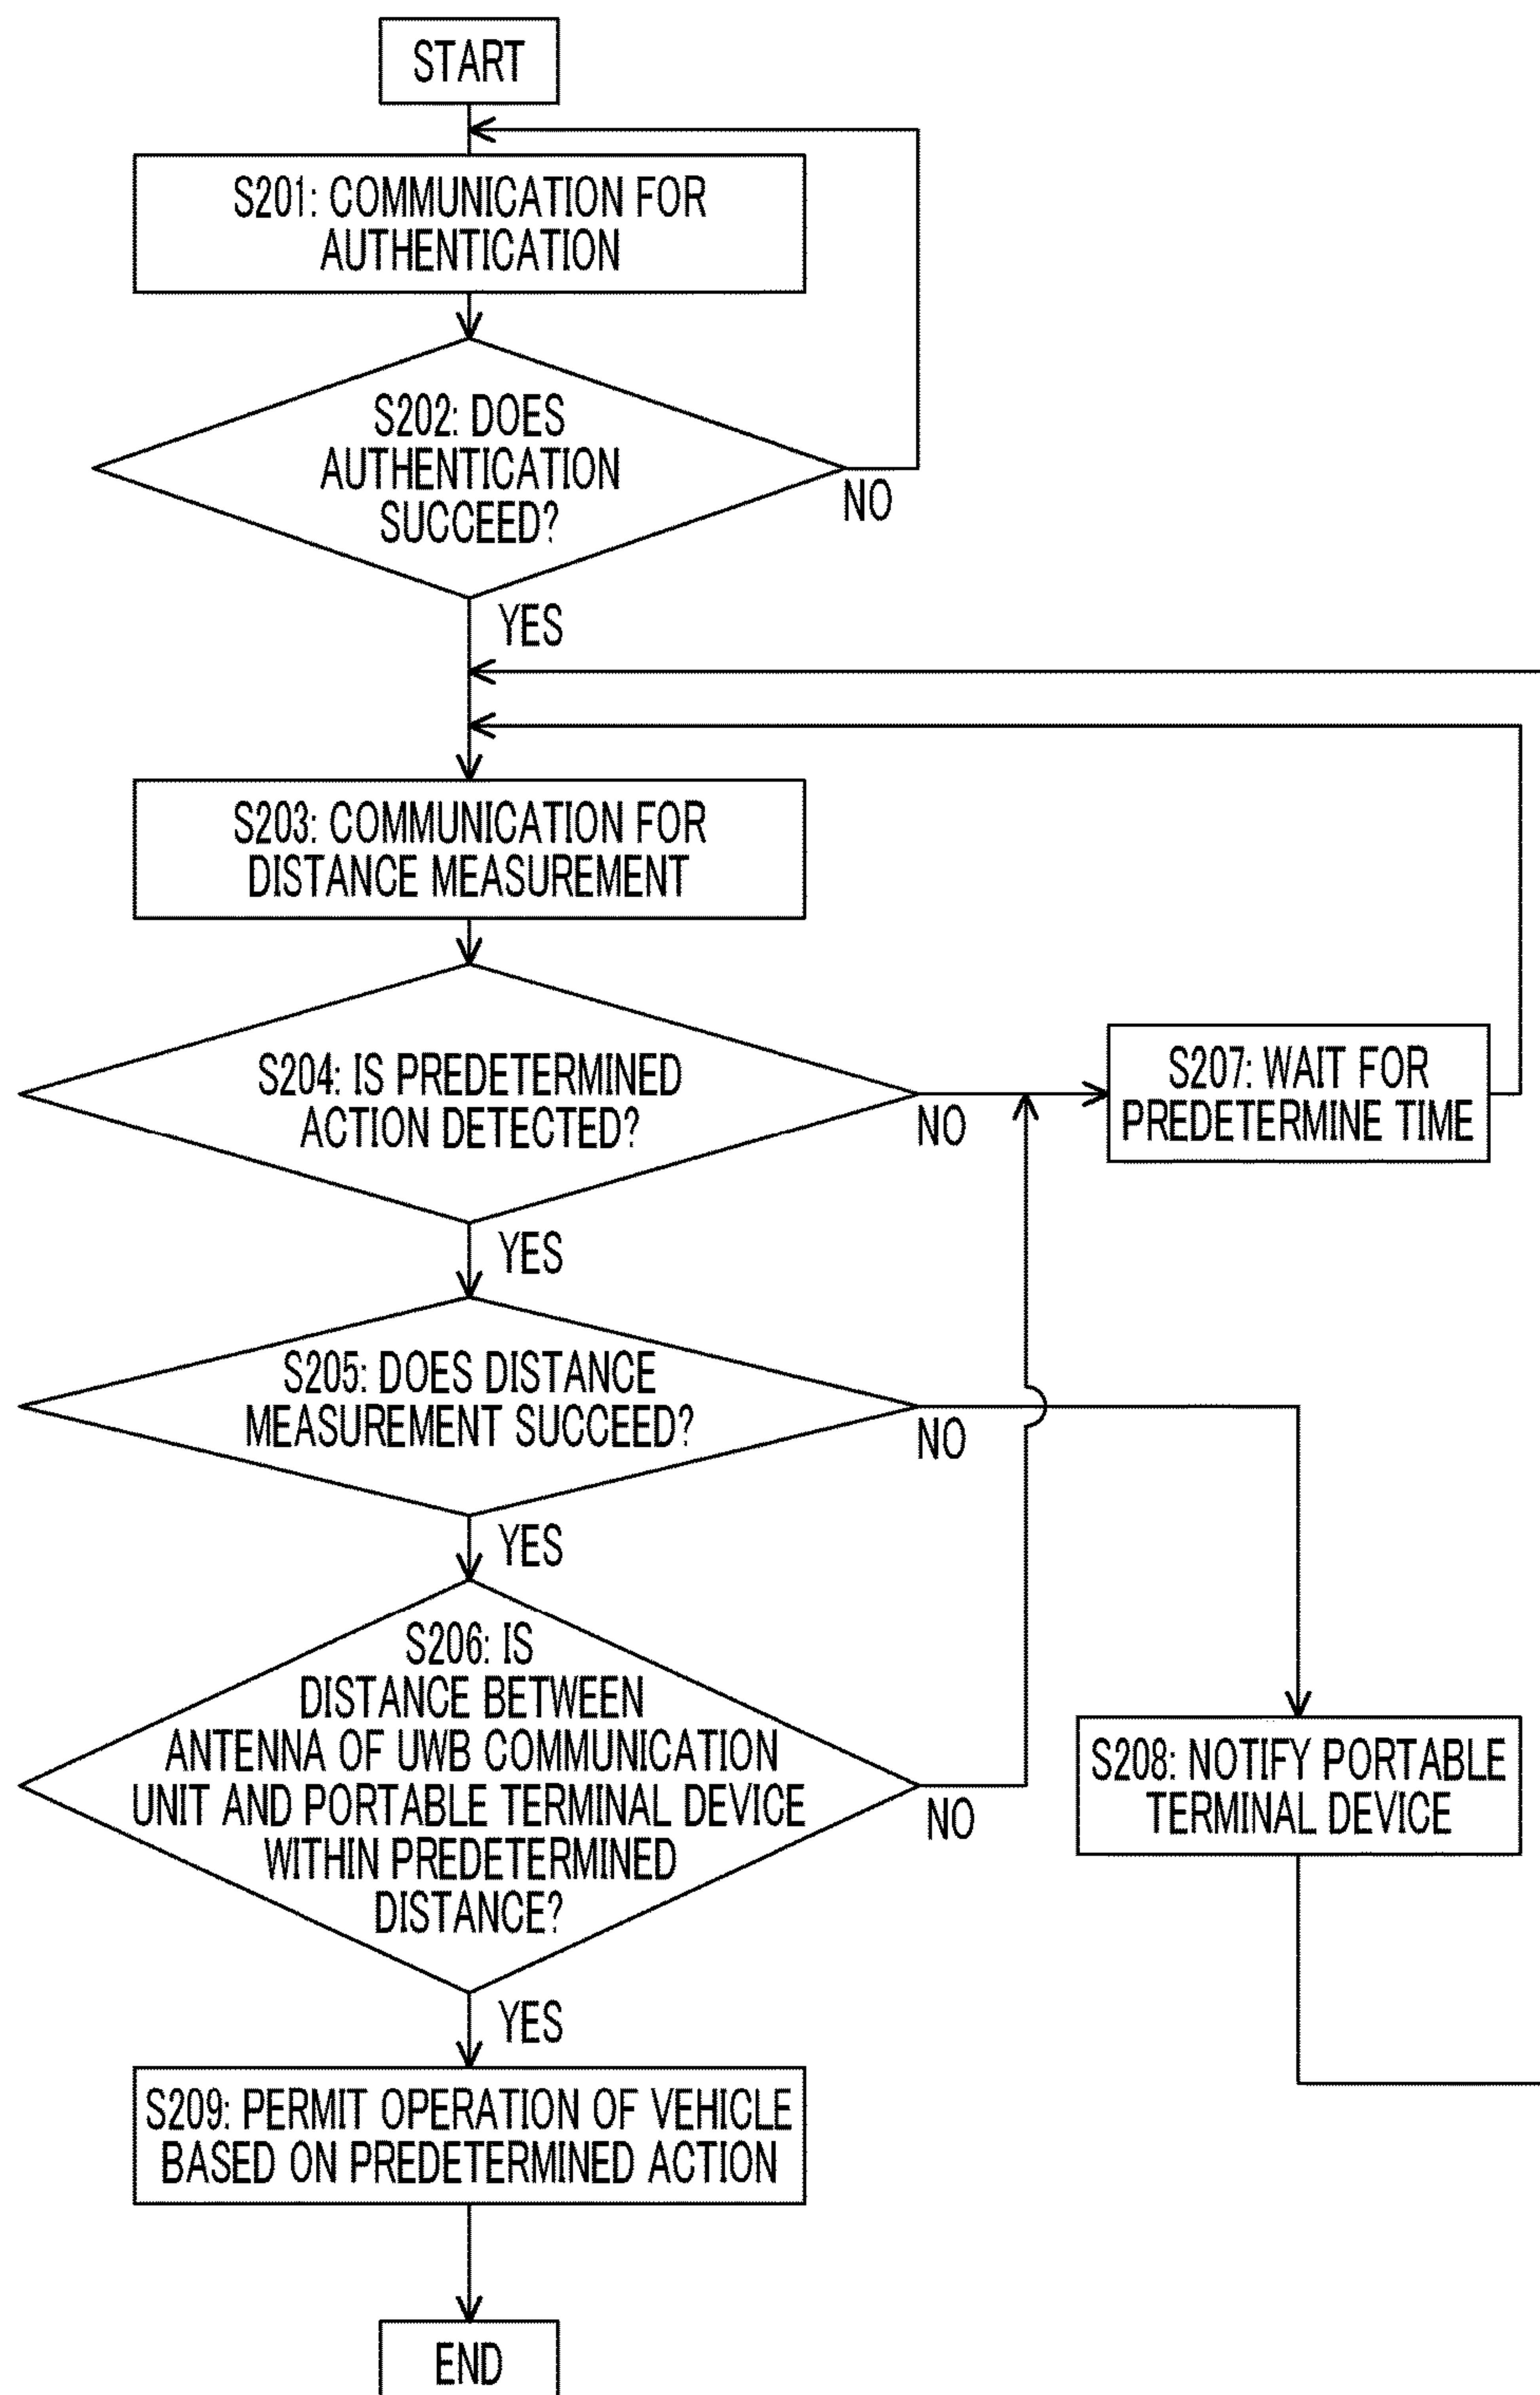 START
S201: COMMUNICATION FOR
AUTHENTICATION
S202: DOES
AUTHENTICATION
SUCCEED?
NO
YES
S203: COMMUNICATION FOR
DISTANCE MEASUREMENT
S204: IS PREDETERMINED
ACTION DETECTED?
NO
S207: WAIT FOR
PREDETERMINE TIME
YES
S205: DOES DISTANCE
MEASUREMENT SUCCEED?
NO
YES
S206: IS
DISTANCE BETWEEN
ANTENNA OF UWB COMMUNICATION
UNIT AND PORTABLE TERMINAL DEVICE
WITHIN PREDETERMINED
DISTANCE?
NO
S208: NOTIFY PORTABLE
TERMINAL DEVICE
YES
S209: PERMIT OPERATION OF VEHICLE
BASED ON PREDETERMINED ACTION
END